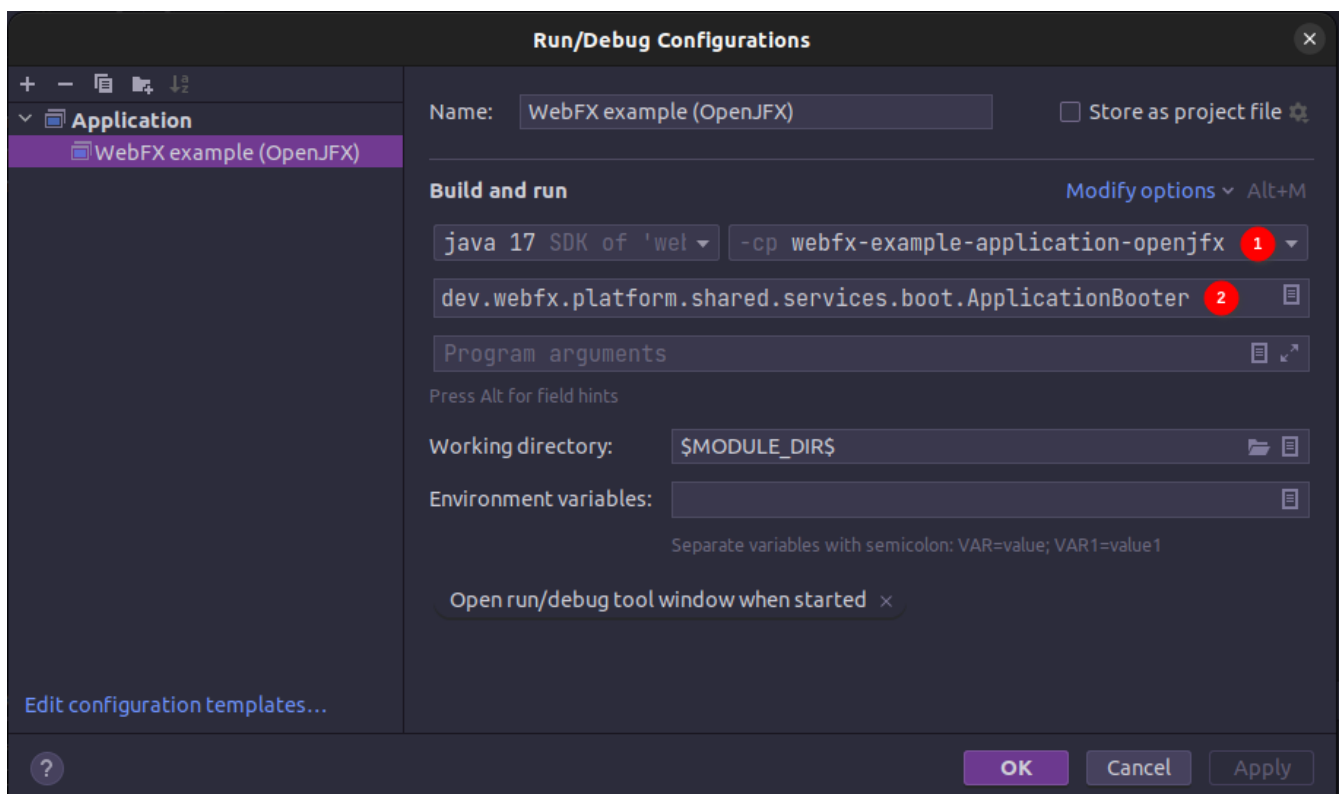 Run/Debug Configurations
Application
WebFX example (OpenJFX)
Edit configuration templates...
Name: WebFX example (OpenJFX) Store as project file
Build and run Modify options Alt+M
java 17 SDK of 'wel -cp webfx-example-application-openjfx 1
dev.webfx.platform.shared.services.boot.ApplicationBooter 2
Program arguments
Press Alt for field hints
Working directory: $MODULE_DIR$
Environment variables:
Separate variables with semicolon: VAR=value; VAR1=value1
Open run/debug tool window when started ×
? OK Cancel Apply